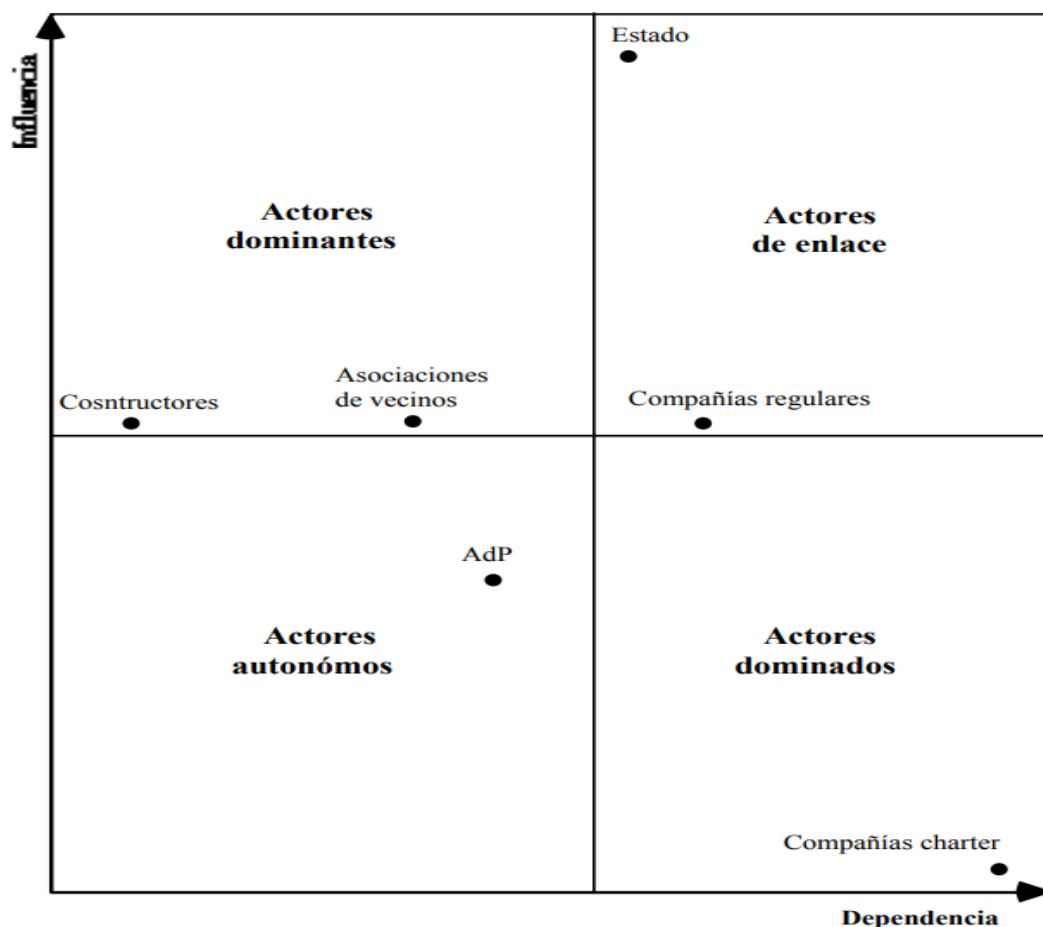 Influencia
Estado
Actores
dominantes
Actores
de enlace
Asociaciones
de vecinos
Cosntructores
Compañías regulares
AdP
Actores
autonómos
Actores
dominados
Compañías charter
Dependencia